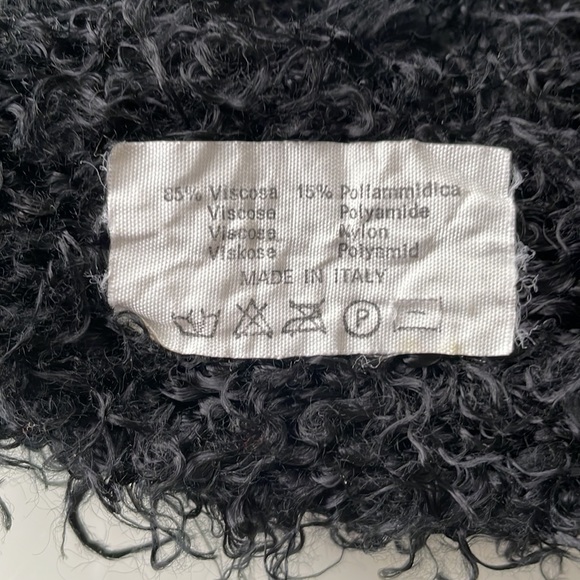 85% Viscosa 15% Poliammidica
Viscose Polyamide
Viscose Nylon
Viskose Polyamid
MADE IN ITALY
P